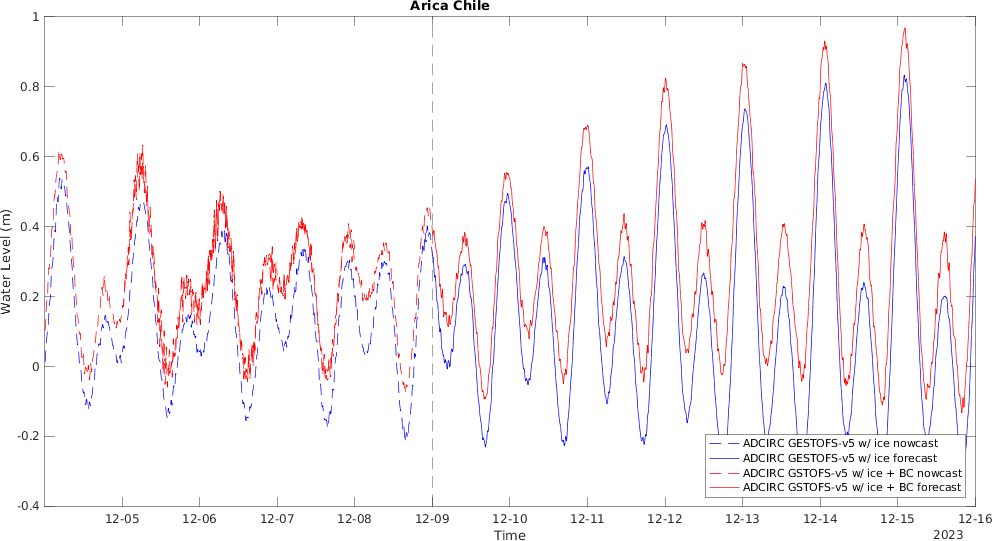 Arica Chile
1
0.8
0.6
0.4
0.2
0
-0.2
-0.4
Water Level (m)
12-05 12-06 12-07 12-08 12-09 12-10 12-11 12-12 12-13 12-14 12-15 12-16
Time
2023
ADCIRC GESTOFS-v5 w/ ice nowcast
ADCIRC GESTOFS-v5 w/ ice forecast
ADCIRC GSTOFS-v5 w/ ice + BC nowcast
ADCIRC GSTOFS-v5 w/ ice + BC forecast